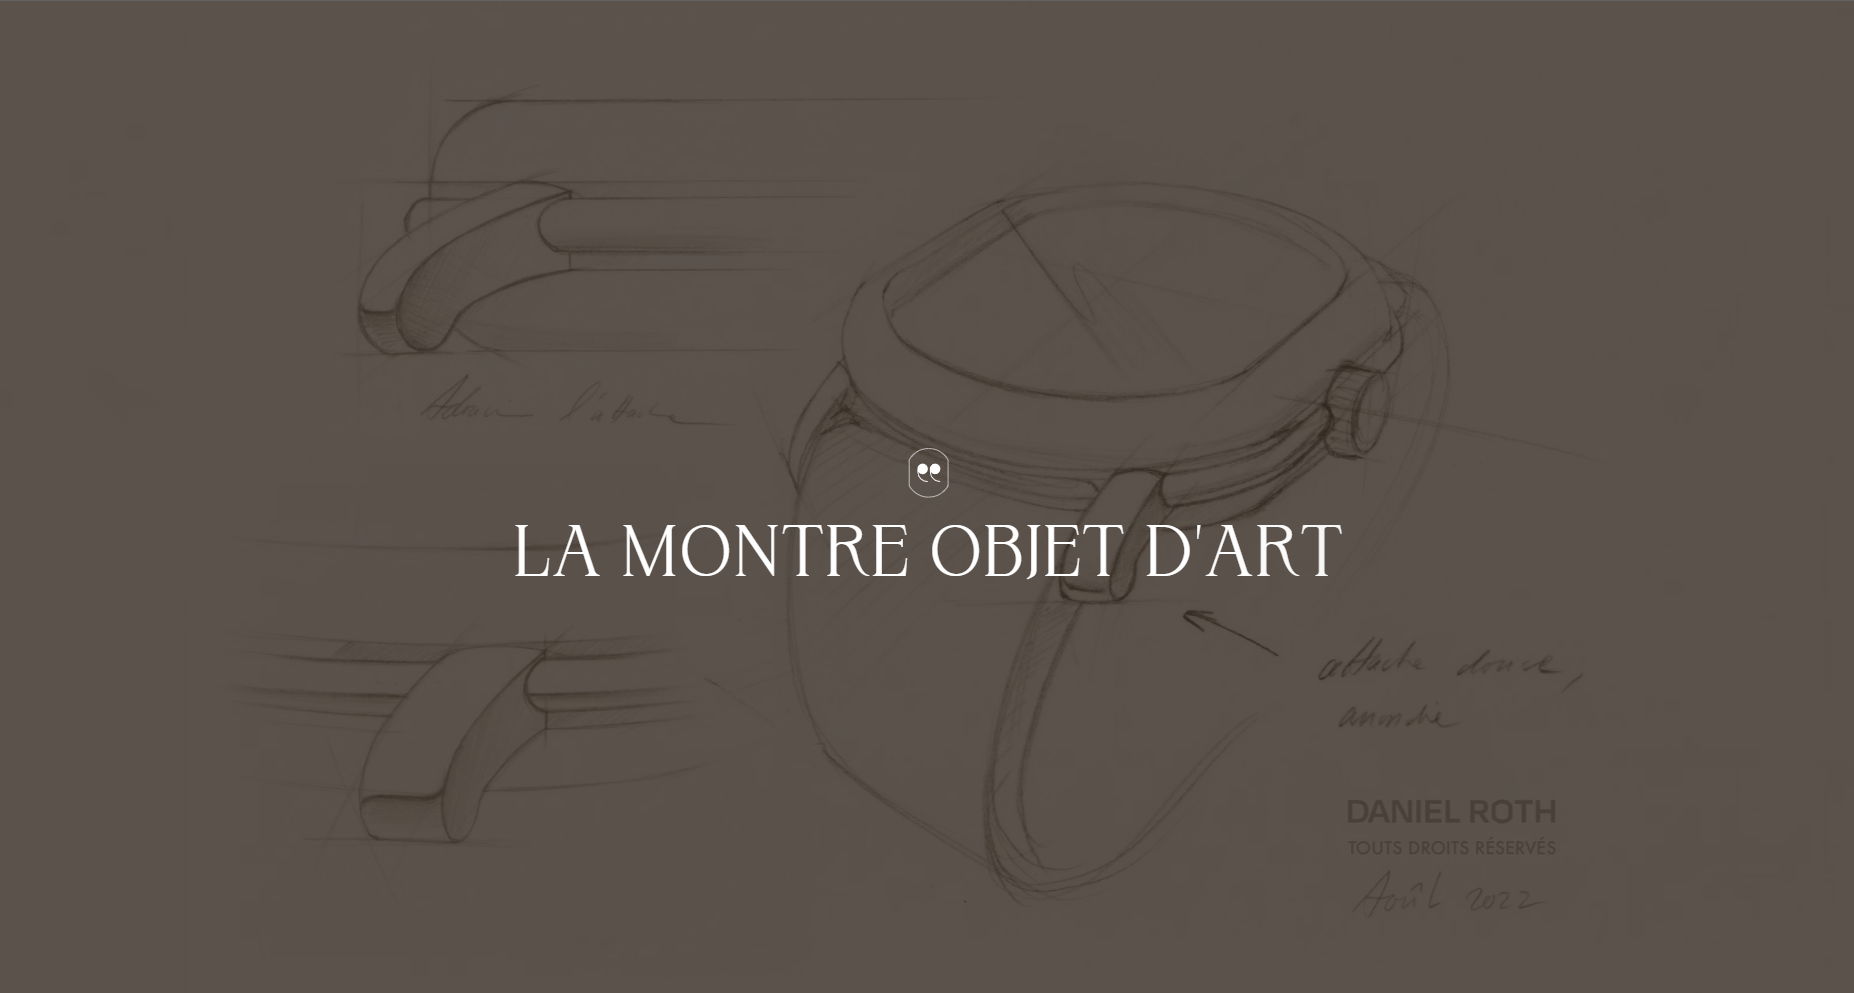 Adoucir l'attache
LA MONTRE OBJET D'ART
attache douce,
arrondie
DANIEL ROTH
TOUTS DROITS RÉSERVÉS
Août 2022